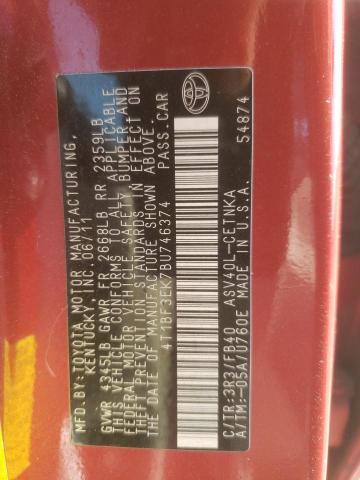 MFD.BY:TOYOTA MOTOR MANUFACTURING,
KENTUCKY, INC. 06/11
GVWR 4345LB GAWR FR 2668LB RR 2359LB
THIS VEHICLE CONFORMS TO ALL APPLICABLE
FEDERAL MOTOR VEHICLE SAFETY, BUMPER AND
THEFT PREVENTION STANDARDS IN EFFECT ON
THE DATE OF MANUFACTURE SHOWN ABOVE.
4T1BF3EK7BU746374 PASS.CAR
C/TR:3R3/FB40 ASV40L-CETNKA
A/TM:-05A/U760E MADE IN U.S.A. 54874